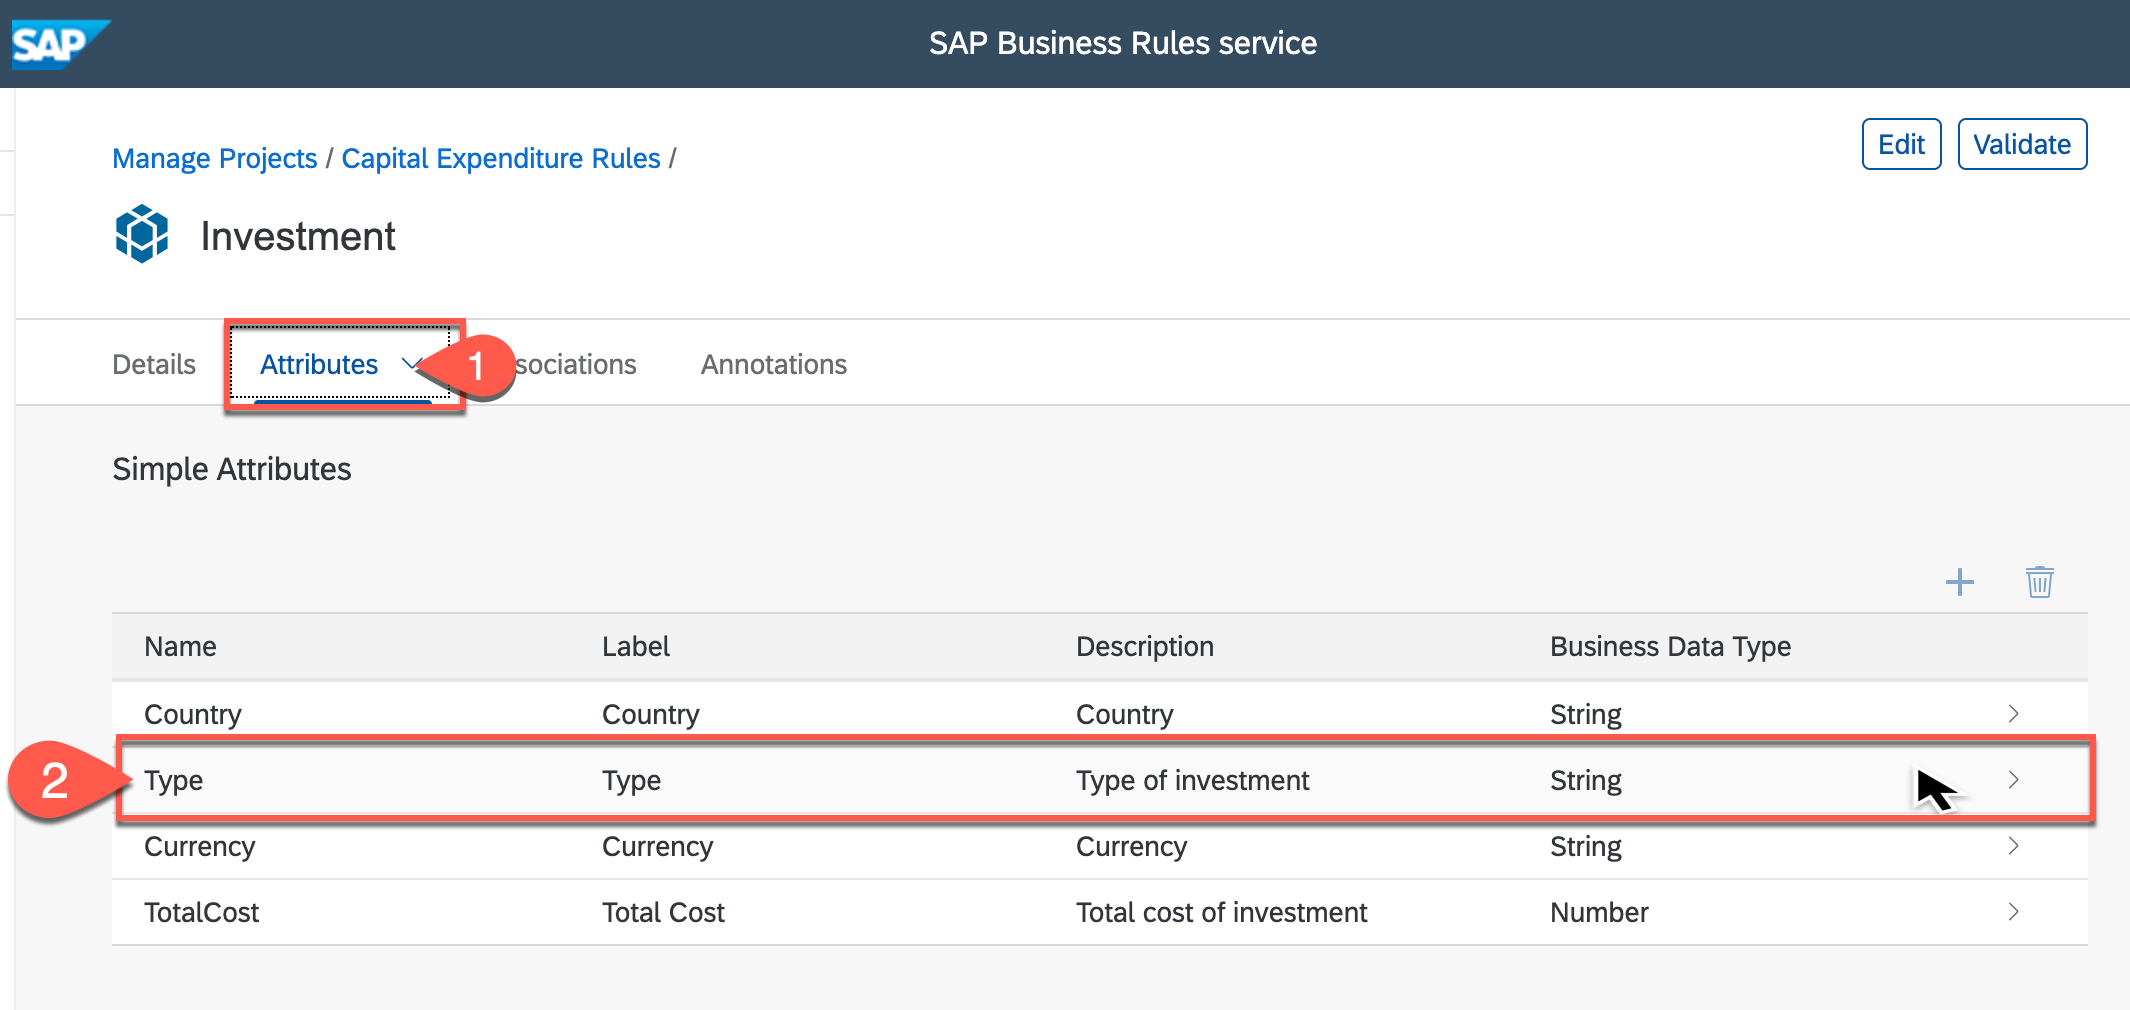 SAP SAP Business Rules service
Manage Projects / Capital Expenditure Rules / Edit Validate
Investment
Details Attributes 1 sociations Annotations
Simple Attributes
Name Label Description Business Data Type
Country Country Country String
2 Type Type Type of investment String
Currency Currency Currency String
TotalCost Total Cost Total cost of investment Number